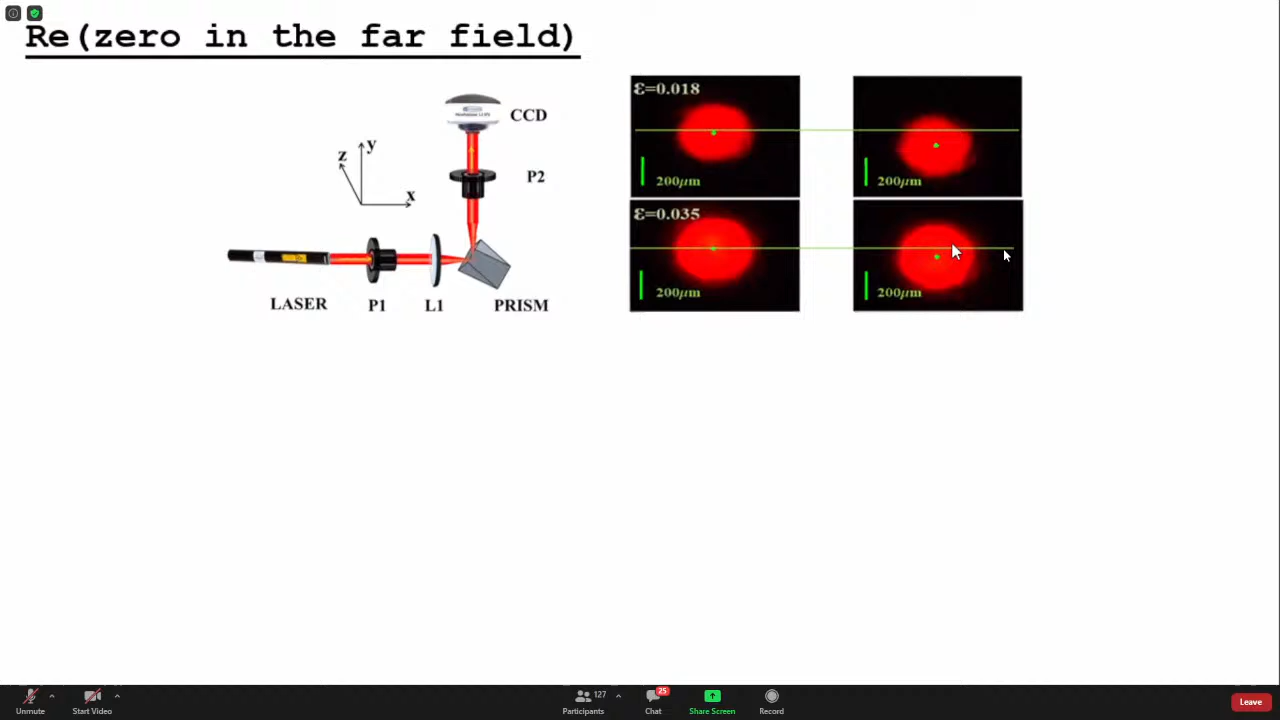 Re(zero in the far field)
CCD
P2
z
y
x
LASER
P1
L1
PRISM
ε=0.018
200μm
200μm
ε=0.035
200μm
200μm
Unmute
Start Video
127
Participants
25
Chat
Share Screen
Record
Leave